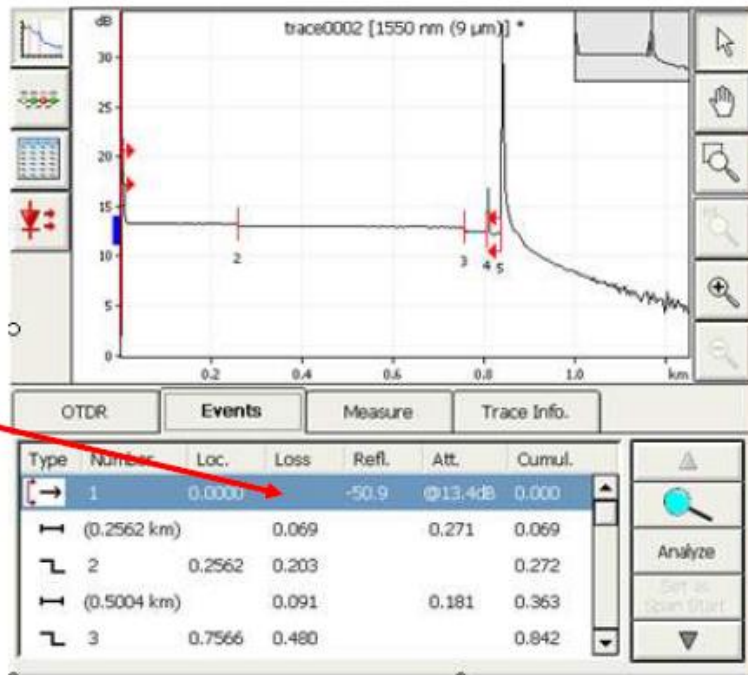 dB
trace0002 [1550 nm (9 µm)] *
30
25
20
15
10
5
0
2
3
4
5
0.2
0.4
0.6
0.8
1.0
km
OTDR
Events
Measure
Trace Info.
Type Number Loc. Loss Refl. Att. Cumul.
1 0.0000 -50.9 @13.4dB 0.000
(0.2562 km) 0.069 0.271 0.069
2 0.2562 0.203 0.272
(0.5004 km) 0.091 0.181 0.363
3 0.7566 0.480 0.842
Analyze
Set as
Span Start